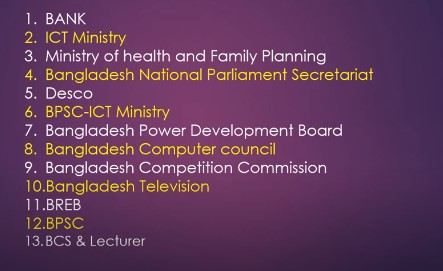 1. BANK
2. ICT Ministry
3. Ministry of health and Family Planning
4. Bangladesh National Parliament Secretariat
5. Desco
6. BPSC-ICT Ministry
7. Bangladesh Power Development Board
8. Bangladesh Computer council
9. Bangladesh Competition Commission
10.Bangladesh Television
11.BREB
12.BPSC
13.BCS & Lecturer